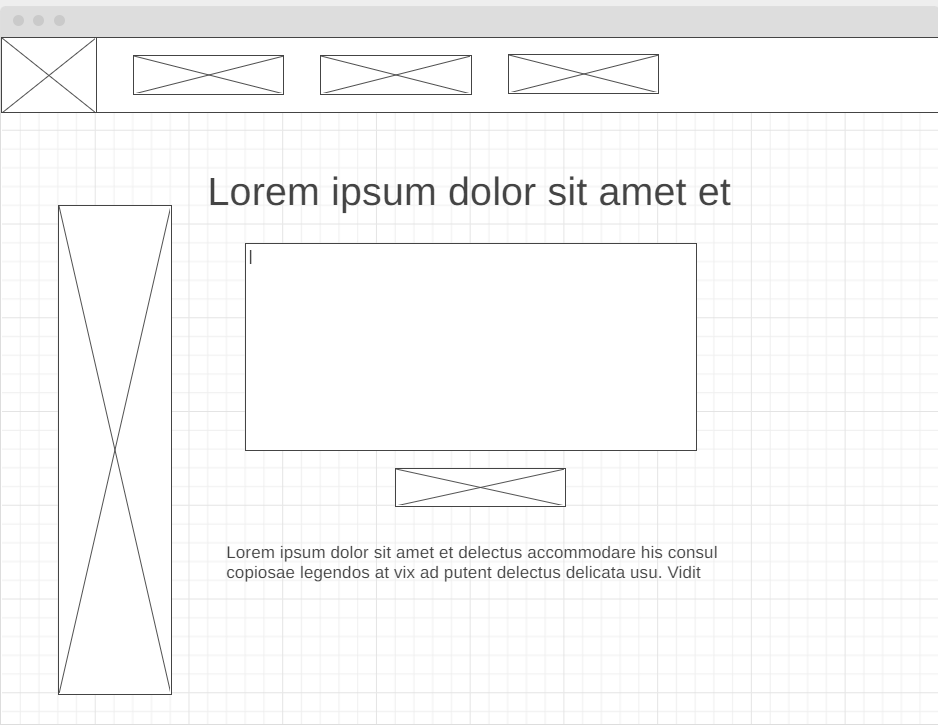 Lorem ipsum dolor sit amet et
Lorem ipsum dolor sit amet et delectus accommodare his consul
copiosae legendos at vix ad putent delectus delicata usu. Vidit